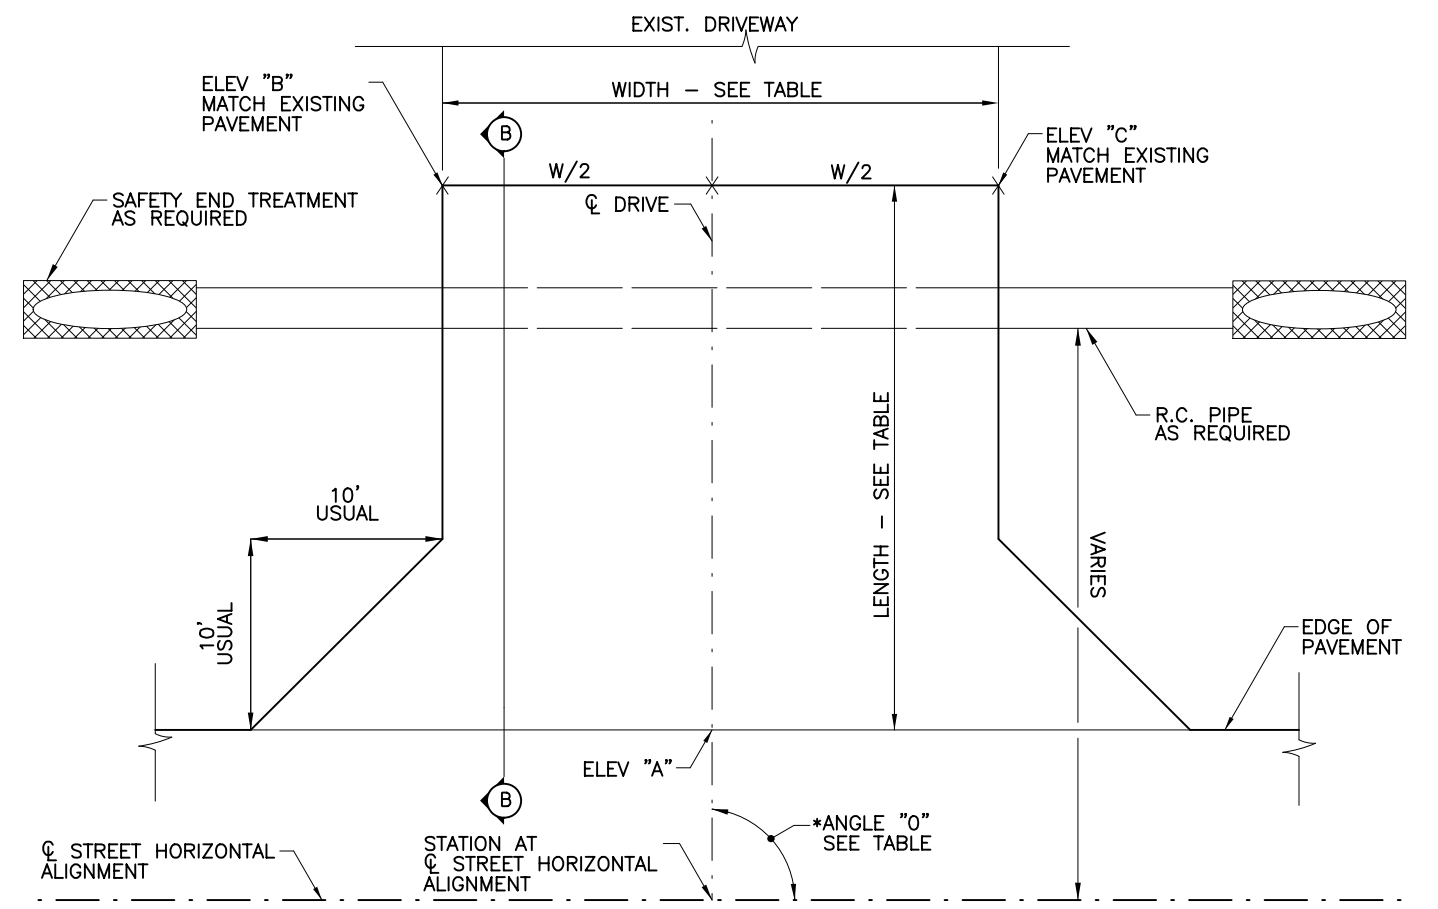 EXIST. DRIVEWAY
ELEV "B"
MATCH EXISTING
PAVEMENT
WIDTH - SEE TABLE
B
ELEV "C"
MATCH EXISTING
PAVEMENT
W/2
W/2
SAFETY END TREATMENT
AS REQUIRED
℄ DRIVE
R.C. PIPE
AS REQUIRED
LENGTH - SEE TABLE
10'
USUAL
VARIES
10'
USUAL
EDGE OF
PAVEMENT
ELEV "A"
B
*ANGLE "0"
SEE TABLE
℄ STREET HORIZONTAL
ALIGNMENT
STATION AT
℄ STREET HORIZONTAL
ALIGNMENT